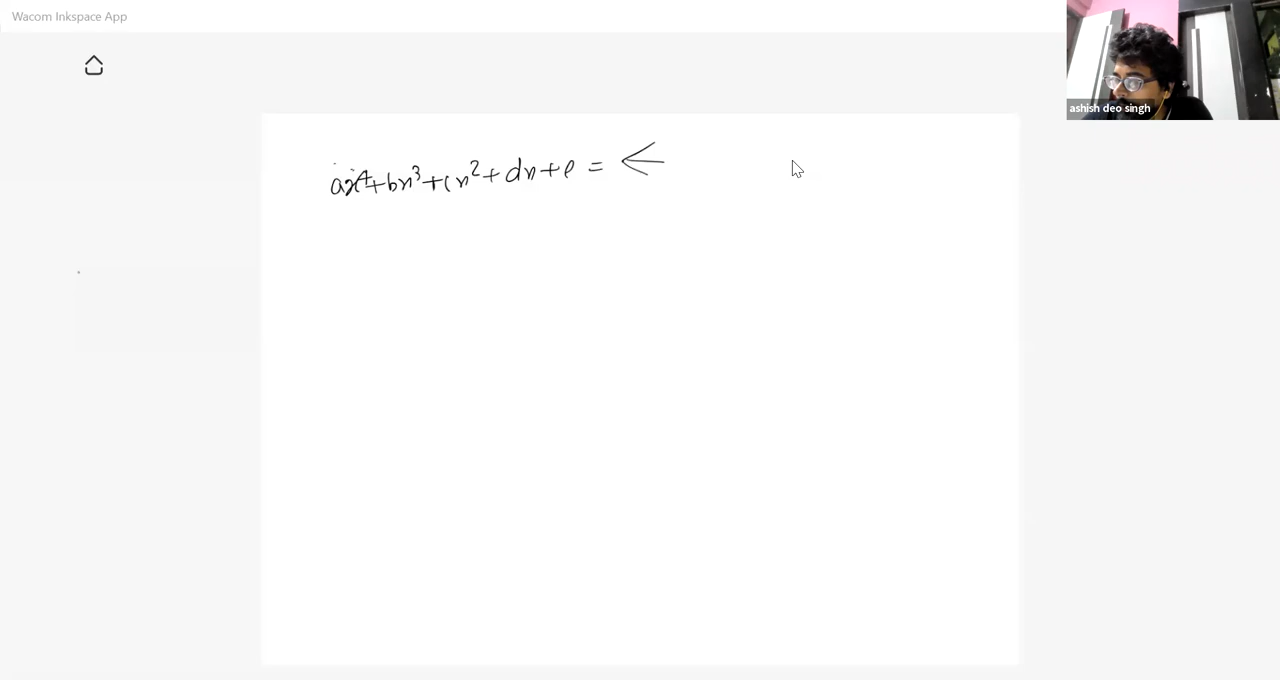 Wacom Inkspace App
ashish deo singh
ax⁴+bx³+cx²+dx+e =